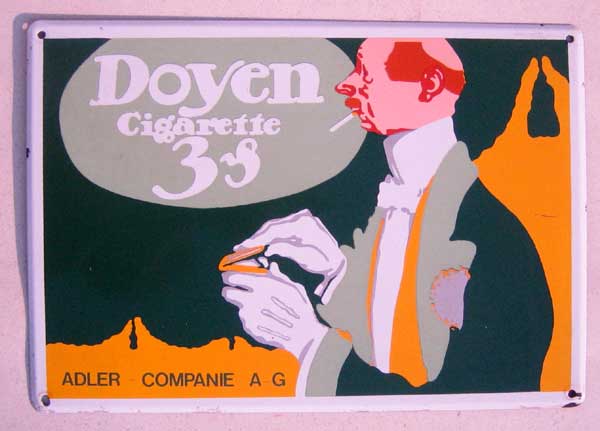 Doyen
Cigarette
3 ₰
ADLER COMPANIE A-G